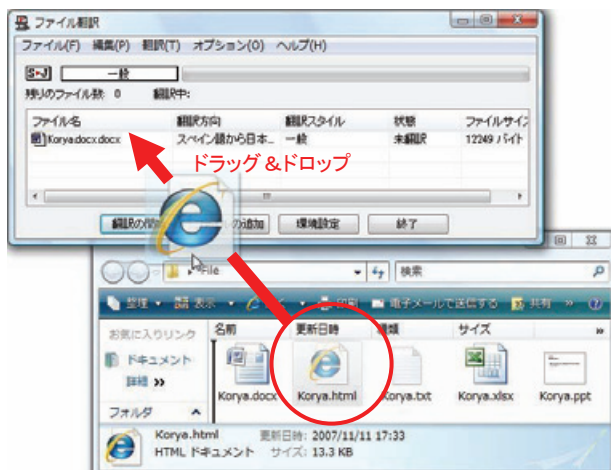 ファイル翻訳
ファイル(F) 編集(P) 翻訳(T) オプション(O) ヘルプ(H)
S▸J 一般
残りのファイル数: 0 翻訳中:
ファイル名 翻訳方向 翻訳スタイル 状態 ファイルサイズ
Korya.docx.docx スペイン語から日本... 一般 未翻訳 12249 バイト
ドラッグ&ドロップ
翻訳の の追加 環境設定 終了
File 検索
整理 表示 印刷 電子メールで送信する 共有 »
お気に入りリンク 名前 更新日時 種類 サイズ »
ドキュメント
詳細 »
Korya.docx Korya.html Korya.txt Korya.xlsx Korya.ppt
フォルダ
Korya.html 更新日時: 2007/11/11 17:33
HTML ドキュメント サイズ: 13.3 KB